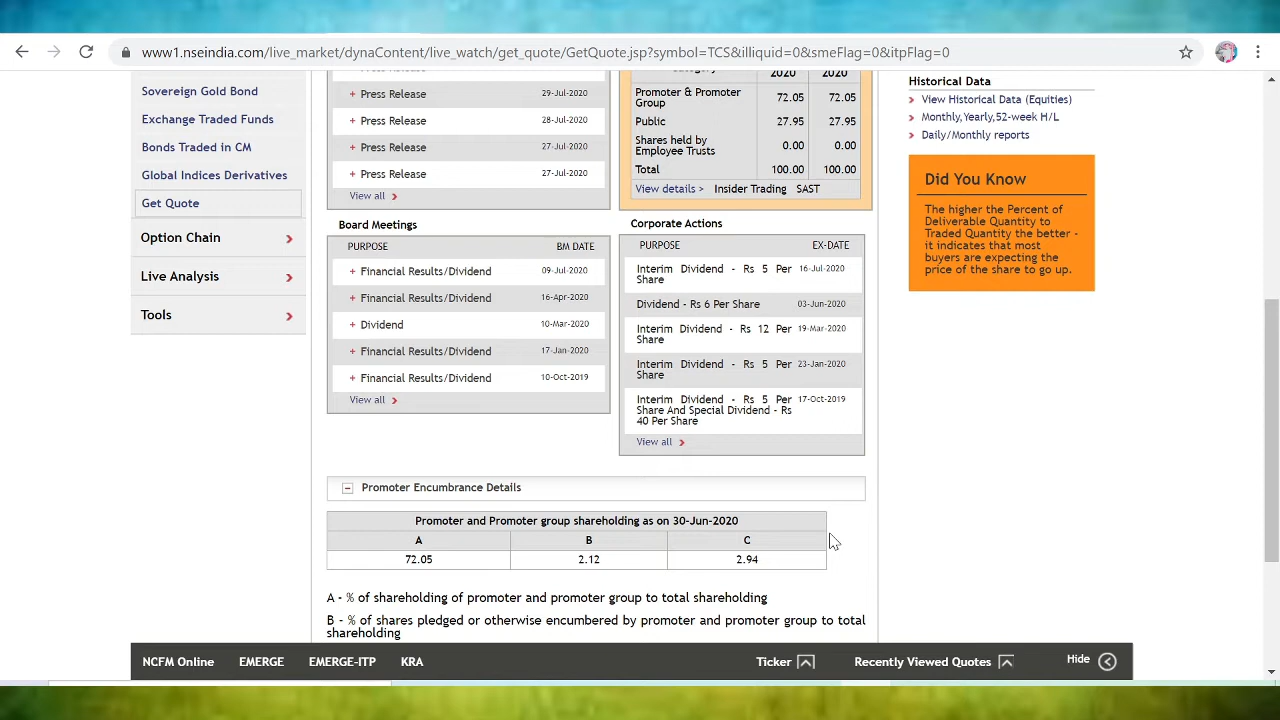 www1.nseindia.com/live_market/dynaContent/live_watch/get_quote/GetQuote.jsp?symbol=TCS&illiquid=0&smeFlag=0&itpFlag=0
Sovereign Gold Bond
Exchange Traded Funds
Bonds Traded in CM
Global Indices Derivatives
Get Quote
Option Chain
Live Analysis
Tools
+ Press Release 29-Jul-2020
+ Press Release 28-Jul-2020
+ Press Release 27-Jul-2020
+ Press Release 27-Jul-2020
View all
2020 2020
Promoter & Promoter Group 72.05 72.05
Public 27.95 27.95
Shares held by
Employee Trusts 0.00 0.00
Total 100.00 100.00
View details > Insider Trading SAST
Board Meetings
PURPOSE BM DATE
+ Financial Results/Dividend 09-Jul-2020
+ Financial Results/Dividend 16-Apr-2020
+ Dividend 10-Mar-2020
+ Financial Results/Dividend 17-Jan-2020
+ Financial Results/Dividend 10-Oct-2019
View all
Corporate Actions
PURPOSE EX-DATE
Interim Dividend - Rs 5 Per 16-Jul-2020
Share
Dividend - Rs 6 Per Share 03-Jun-2020
Interim Dividend - Rs 12 Per 19-Mar-2020
Share
Interim Dividend - Rs 5 Per 23-Jan-2020
Share
Interim Dividend - Rs 5 Per 17-Oct-2019
Share And Special Dividend - Rs
40 Per Share
View all
Historical Data
View Historical Data (Equities)
Monthly,Yearly,52-week H/L
Daily/Monthly reports
Did You Know
The higher the Percent of
Deliverable Quantity to
Traded Quantity the better -
it indicates that most
buyers are expecting the
price of the share to go up.
Promoter Encumbrance Details
Promoter and Promoter group shareholding as on 30-Jun-2020
A B C
72.05 2.12 2.94
A - % of shareholding of promoter and promoter group to total shareholding
B - % of shares pledged or otherwise encumbered by promoter and promoter group to total
shareholding
NCFM Online EMERGE EMERGE-ITP KRA Ticker Recently Viewed Quotes Hide